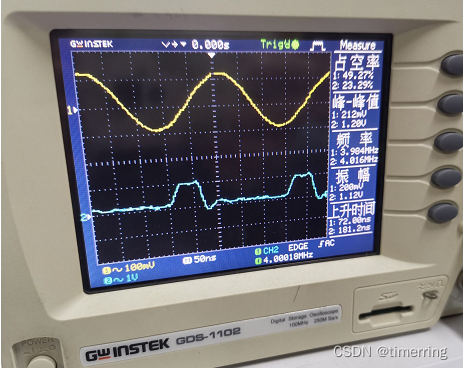 GW INSTEK
0.000s
Trig'd
Measure
占空率
1: 49.27%
2: 23.29%
峰-峰值
1: 212mV
2: 1.20V
频率
1: 3.984MHz
2: 4.016MHz
振幅
1: 200mV
2: 1.12V
上升时间
1: 72.00ns
2: 181.2ns
1
2
1 ~ 100mV
2 ~ 1V
50ns
CH2 EDGE AC
4.00018MHz
GW INSTEK GDS-1102
Digital Storage Oscilloscope
100MHz 250M Sa/s
POWER
CSDN @timerring